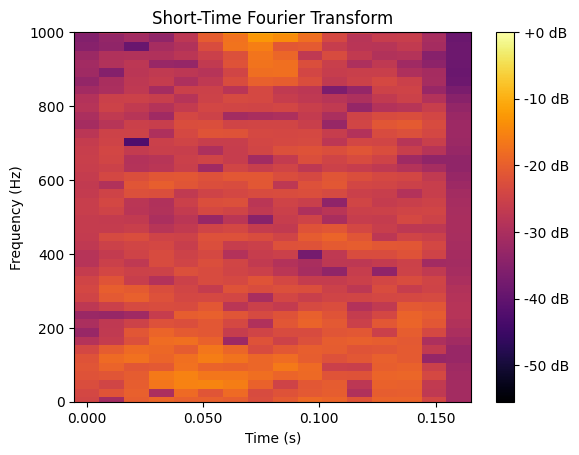 Short-Time Fourier Transform
1000
800
600
400
200
0
Frequency (Hz)
0.000
0.050
0.100
0.150
Time (s)
+0 dB
-10 dB
-20 dB
-30 dB
-40 dB
-50 dB